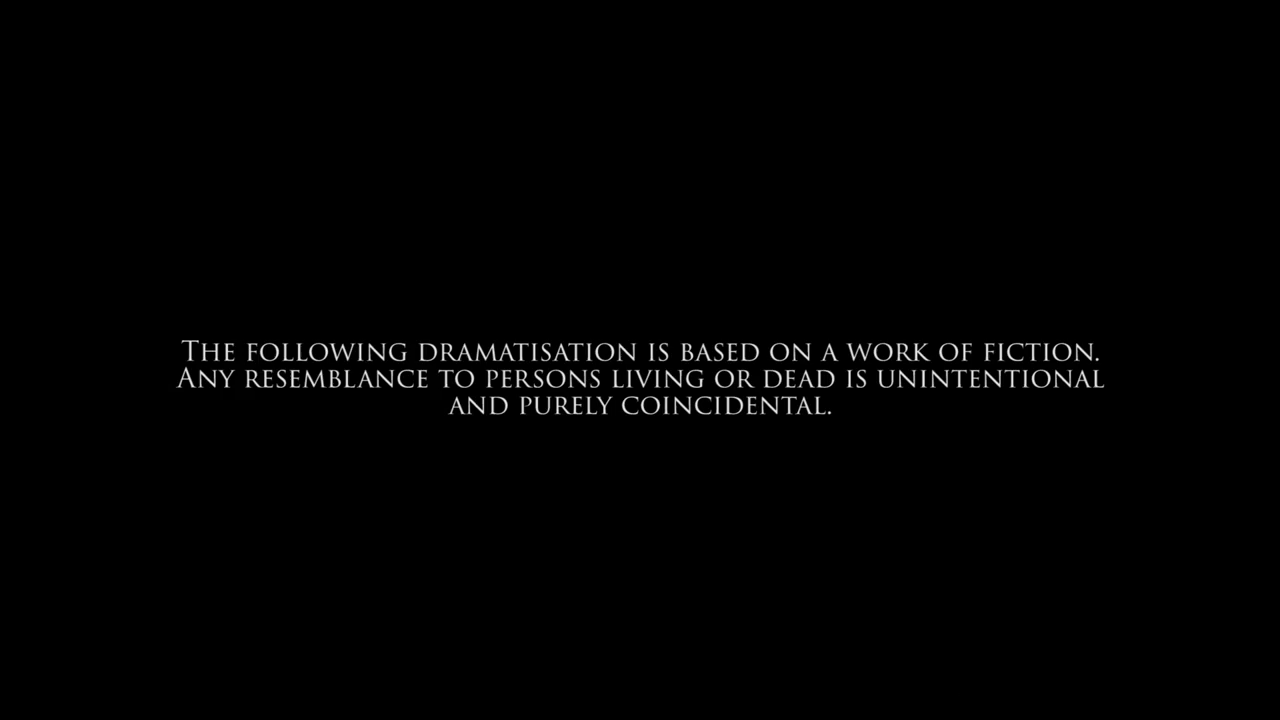 The following dramatisation is based on a work of fiction.
Any resemblance to persons living or dead is unintentional
and purely coincidental.